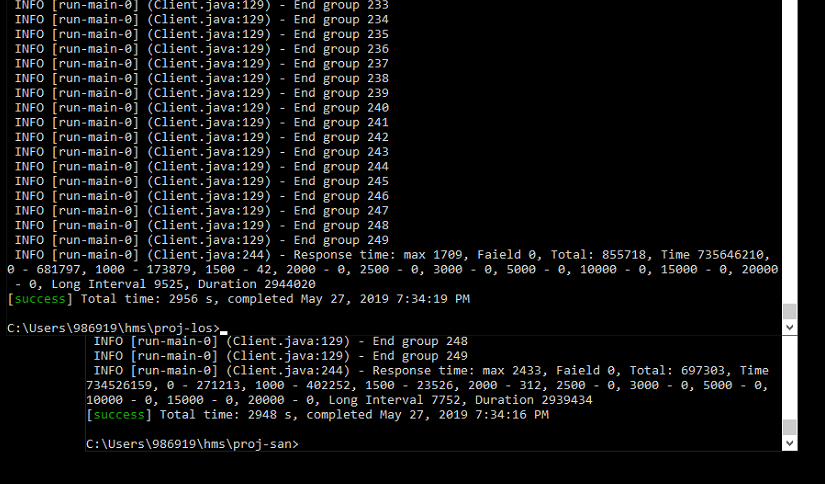 INFO [run-main-0] (Client.java:129) - End group 233
INFO [run-main-0] (Client.java:129) - End group 234
INFO [run-main-0] (Client.java:129) - End group 235
INFO [run-main-0] (Client.java:129) - End group 236
INFO [run-main-0] (Client.java:129) - End group 237
INFO [run-main-0] (Client.java:129) - End group 238
INFO [run-main-0] (Client.java:129) - End group 239
INFO [run-main-0] (Client.java:129) - End group 240
INFO [run-main-0] (Client.java:129) - End group 241
INFO [run-main-0] (Client.java:129) - End group 242
INFO [run-main-0] (Client.java:129) - End group 243
INFO [run-main-0] (Client.java:129) - End group 244
INFO [run-main-0] (Client.java:129) - End group 245
INFO [run-main-0] (Client.java:129) - End group 246
INFO [run-main-0] (Client.java:129) - End group 247
INFO [run-main-0] (Client.java:129) - End group 248
INFO [run-main-0] (Client.java:129) - End group 249
INFO [run-main-0] (Client.java:244) - Response time: max 1709, Faield 0, Total: 855718, Time 735646210,
0 - 681797, 1000 - 173879, 1500 - 42, 2000 - 0, 2500 - 0, 3000 - 0, 5000 - 0, 10000 - 0, 15000 - 0, 20000
- 0, Long Interval 9525, Duration 2944020
[success] Total time: 2956 s, completed May 27, 2019 7:34:19 PM
C:\Users\986919\hms\proj-los>
INFO [run-main-0] (Client.java:129) - End group 248
INFO [run-main-0] (Client.java:129) - End group 249
INFO [run-main-0] (Client.java:244) - Response time: max 2433, Faield 0, Total: 697303, Time
734526159, 0 - 271213, 1000 - 402252, 1500 - 23526, 2000 - 312, 2500 - 0, 3000 - 0, 5000 - 0,
10000 - 0, 15000 - 0, 20000 - 0, Long Interval 7752, Duration 2939434
[success] Total time: 2948 s, completed May 27, 2019 7:34:16 PM
C:\Users\986919\hms\proj-san>